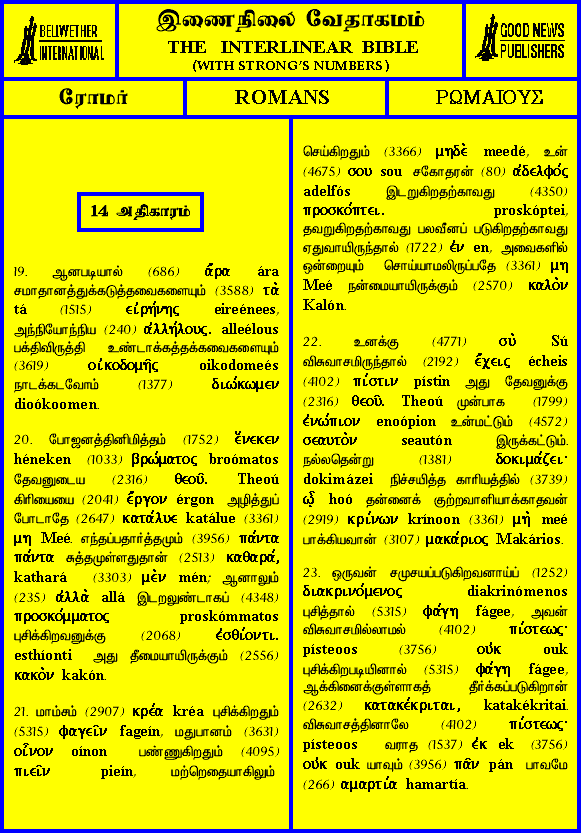 BELLWETHER
INTERNATIONAL
இணைநிலை வேதாகமம்
THE INTERLINEAR BIBLE
(WITH STRONG'S NUMBERS)
GOOD NEWS
PUBLISHERS
ரோமர்
ROMANS
ΡΩΜΑΙΟΥΣ
14 அதிகாரம்
19. ஆனபடியால் (686) ἄρα ára
சமாதானத்துக்கடுத்தவைகளையும் (3588) τὰ
tá (1515) εἰρήνης eireénees,
அந்நியோந்நிய (240) ἀλλήλους. alleélous
பக்திவிருத்தி உண்டாக்கத்தக்கவைகளையும்
(3619) οἰκοδομῆς oikodomeés
நாடக்கடவோம் (1377) διώκωμεν
dioókoomen.
20. போஜனத்தினிமித்தம் (1752) ἕνεκεν
héneken (1033) βρώματος broómatos
தேவனுடைய (2316) θεοῦ. Theoú
கிரியையை (2041) ἔργον érgon அழித்துப்
போடாதே (2647) κατάλυε katálue (3361)
μη Meé. எந்தப்பதார்த்தமும் (3956) πάντα
πάντα சுத்தமுள்ளதுதான் (2513) καθαρά,
kathará (3303) μὲν mén; ஆனாலும்
(235) ἀλλὰ allá இடறலுண்டாகப் (4348)
προσκόμματος proskómmatos
புசிக்கிறவனுக்கு (2068) ἐσθίοντι.
esthíonti அது தீமையாயிருக்கும் (2556)
κακὸν kakón.
21. மாம்சம் (2907) κρέα kréa புசிக்கிறதும்
(5315) φαγεῖν fageín, மதுபானம் (3631)
οἶνον oínon பண்ணுகிறதும் (4095)
πιεῖν pieín, மற்றெதையாகிலும்
செய்கிறதும் (3366) μηδὲ meedé, உன்
(4675) σου sou சகோதரன் (80) ἀδελφός
adelfós இடறுகிறதற்காவது (4350)
προσκόπτει. proskóptei,
தவறுகிறதற்காவது பலவீனப் படுகிறதற்காவது
ஏதுவாயிருந்தால் (1722) ἐν en, அவைகளில்
ஒன்றையும் சொய்யாமலிருப்பதே (3361) μη
Meé நன்மையாயிருக்கும் (2570) καλὸν
Kalón.
22. உனக்கு (4771) σὺ Sú
விசுவாசமிருந்தால் (2192) ἔχεις écheis
(4102) πίστιν pístin அது தேவனுக்கு
(2316) θεοῦ. Theoú முன்பாக (1799)
ἐνώπιον enoópion உன்மட்டும் (4572)
σεαυτὸν seautón இருக்கட்டும்.
நல்லதென்று (1381) δοκιμάζει·
dokimázei நிச்சயித்த காரியத்தில் (3739)
ᾧ hoó தன்னைக் குற்றவாளியாக்காதவன்
(2919) κρίνων krínoon (3361) μὴ meé
பாக்கியவான் (3107) μακάριος Makários.
23. ஒருவன் சமுசயப்படுகிறவனாய்ப் (1252)
διακρινόμενος diakrinómenos
புசித்தால் (5315) φάγη fágee, அவன்
விசுவாசமில்லாமல் (4102) πίστεως·
písteoos (3756) οὐκ ouk
புசிக்கிறபடியினால் (5315) φάγη fágee,
ஆக்கினைக்குள்ளாகத் தீர்க்கப்படுகிறான்
(2632) κατακέκριται, katakékritai.
விசுவாசத்தினாலே (4102) πίστεως·
písteoos வராத (1537) ἐκ ek (3756)
οὐκ ouk யாவும் (3956) πᾶν pán பாவமே
(266) αμαρτία hamartía.